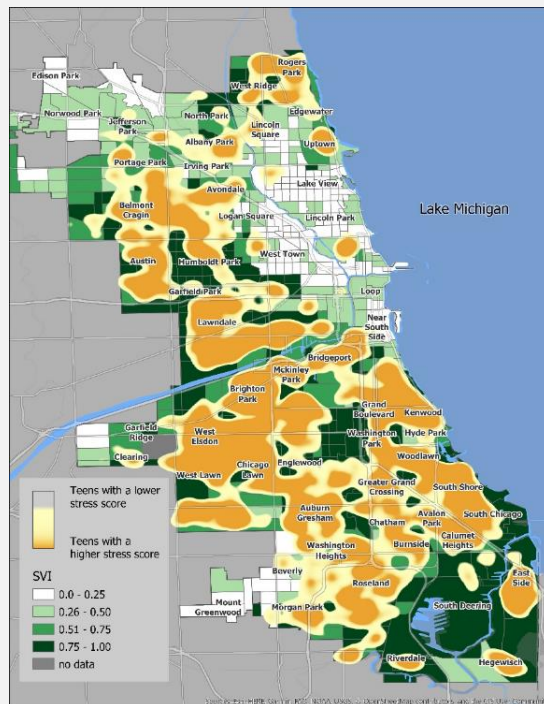 Edison Park
Rogers
Park
West Ridge
Norwood Park
Edgewater
North Park
Jefferson
Park
Lincoln
Square
Albany Park
Uptown
Portage Park
Irving Park
Avondale
Lake View
Belmont
Cragin
Logan Square
Lincoln Park
Lake Michigan
Austin
Humboldt Park
West Town
Garfield Park
Loop
Lawndale
Near
South
Side
Bridgeport
McKinley
Park
Brighton
Park
Grand
Boulevard
Kenwood
Garfield
Ridge
West
Elsdon
Washington
Park
Hyde Park
Clearing
Woodlawn
West Lawn
Chicago
Lawn
Englewood
Greater Grand
Crossing
South Shore
Auburn
Gresham
Avalon
Park
South Chicago
Chatham
Calumet
Heights
Washington
Heights
Burnside
Beverly
Roseland
East
Side
Mount
Greenwood
Morgan Park
South Deering
Riverdale
Hegewisch
Teens with a lower
stress score
Teens with a
higher stress score
SVI
0.0 - 0.25
0.26 - 0.50
0.51 - 0.75
0.75 - 1.00
no data